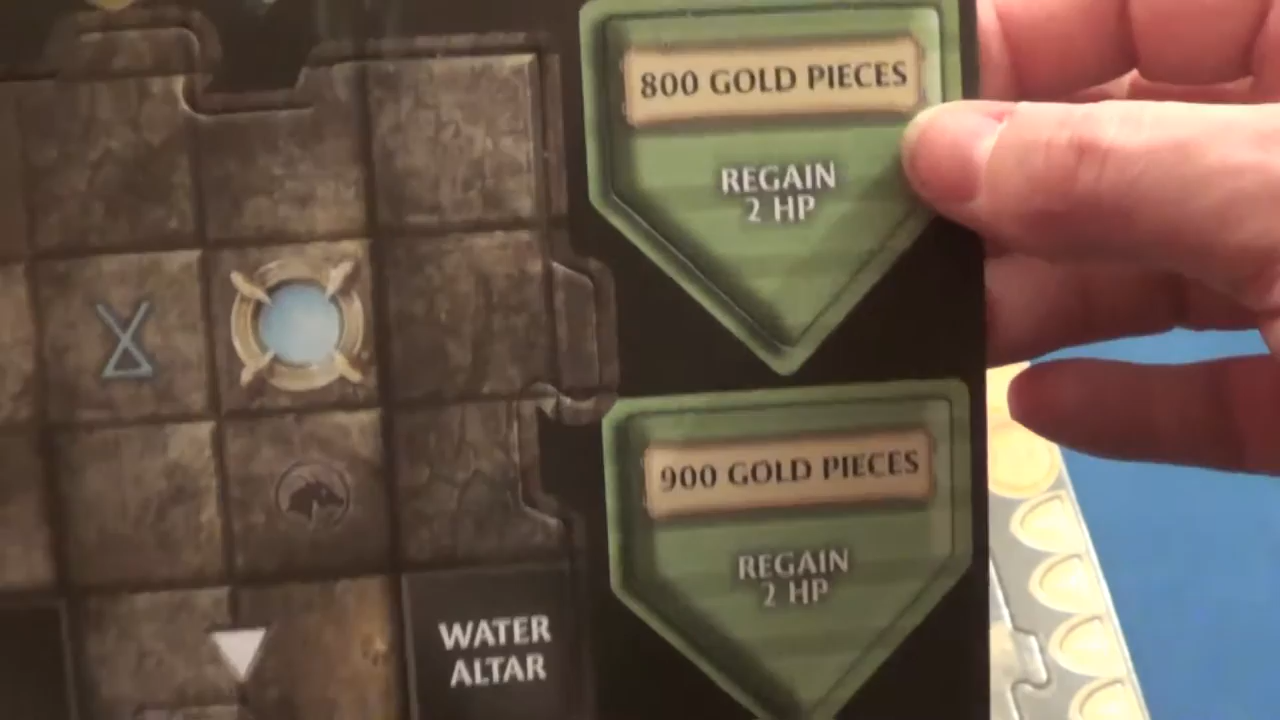 800 GOLD PIECES
REGAIN
2 HP
900 GOLD PIECES
REGAIN
2 HP
WATER
ALTAR